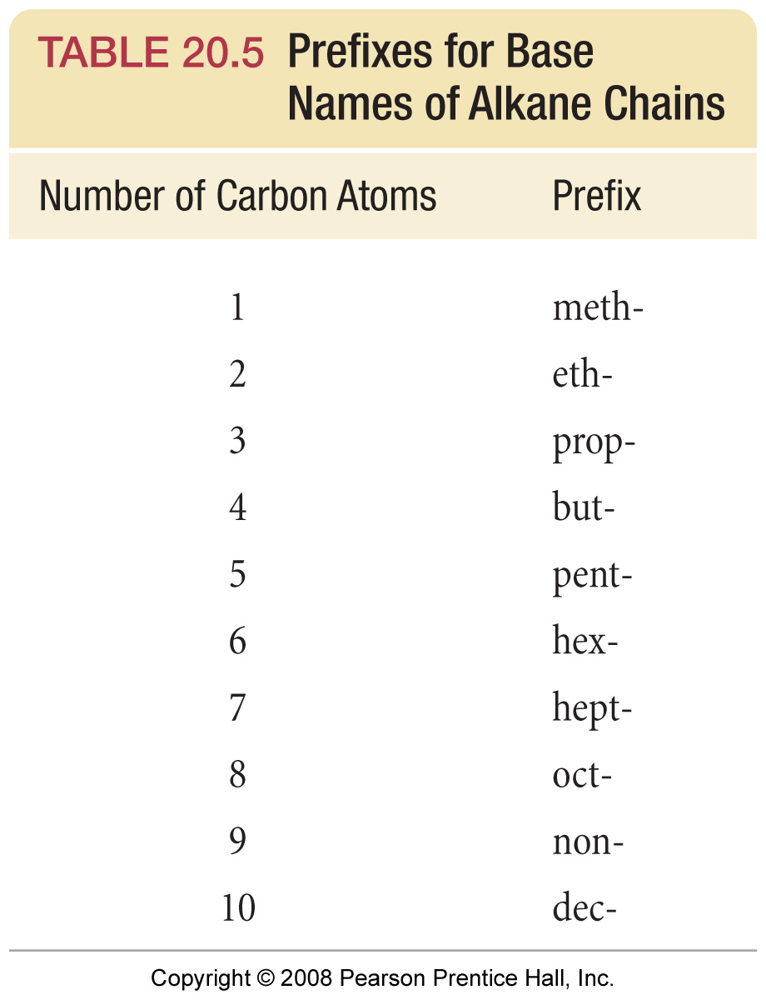 TABLE 20.5 Prefixes for Base
Names of Alkane Chains
Number of Carbon Atoms Prefix
1 meth-
2 eth-
3 prop-
4 but-
5 pent-
6 hex-
7 hept-
8 oct-
9 non-
10 dec-
Copyright © 2008 Pearson Prentice Hall, Inc.